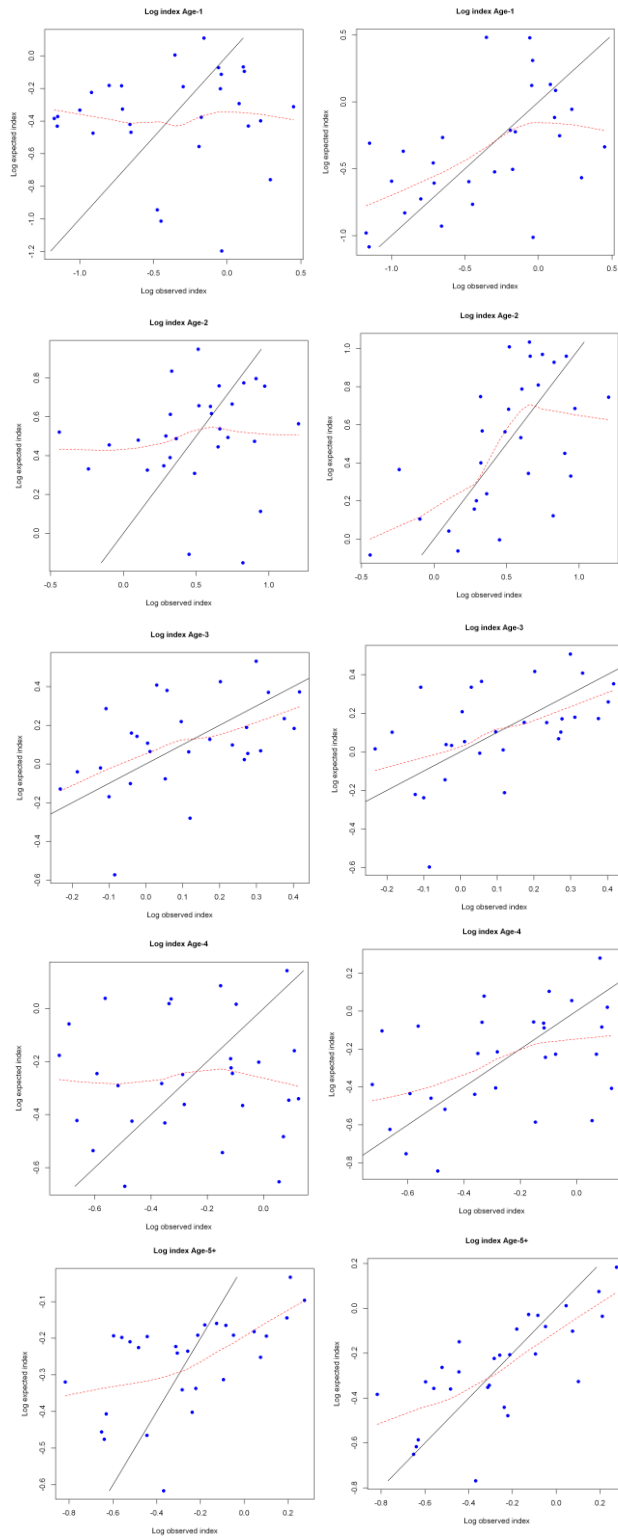 Log index Age-1
Log expected index
-1.2 -1.0 -0.8 -0.6 -0.4 -0.2 0.0
-1.0 -0.5 0.0 0.5
Log observed index
Log index Age-1
Log expected index
-1.0 -0.5 0.0 0.5
-1.0 -0.5 0.0 0.5
Log observed index
Log index Age-2
Log expected index
0.0 0.2 0.4 0.6 0.8
-0.5 0.0 0.5 1.0
Log observed index
Log index Age-2
Log expected index
0.0 0.2 0.4 0.6 0.8 1.0
-0.5 0.0 0.5 1.0
Log observed index
Log index Age-3
Log expected index
-0.6 -0.4 -0.2 0.0 0.2 0.4
-0.2 -0.1 0.0 0.1 0.2 0.3 0.4
Log observed index
Log index Age-3
Log expected index
-0.6 -0.4 -0.2 0.0 0.2 0.4
-0.2 -0.1 0.0 0.1 0.2 0.3 0.4
Log observed index
Log index Age-4
Log expected index
-0.6 -0.4 -0.2 0.0
-0.6 -0.4 -0.2 0.0
Log observed index
Log index Age-4
Log expected index
-0.8 -0.6 -0.4 -0.2 0.0 0.2
-0.6 -0.4 -0.2 0.0
Log observed index
Log index Age-5+
Log expected index
-0.6 -0.5 -0.4 -0.3 -0.2 -0.1
-0.8 -0.6 -0.4 -0.2 0.0 0.2
Log observed index
Log index Age-5+
Log expected index
-0.8 -0.6 -0.4 -0.2 0.0 0.2
-0.8 -0.6 -0.4 -0.2 0.0 0.2
Log observed index